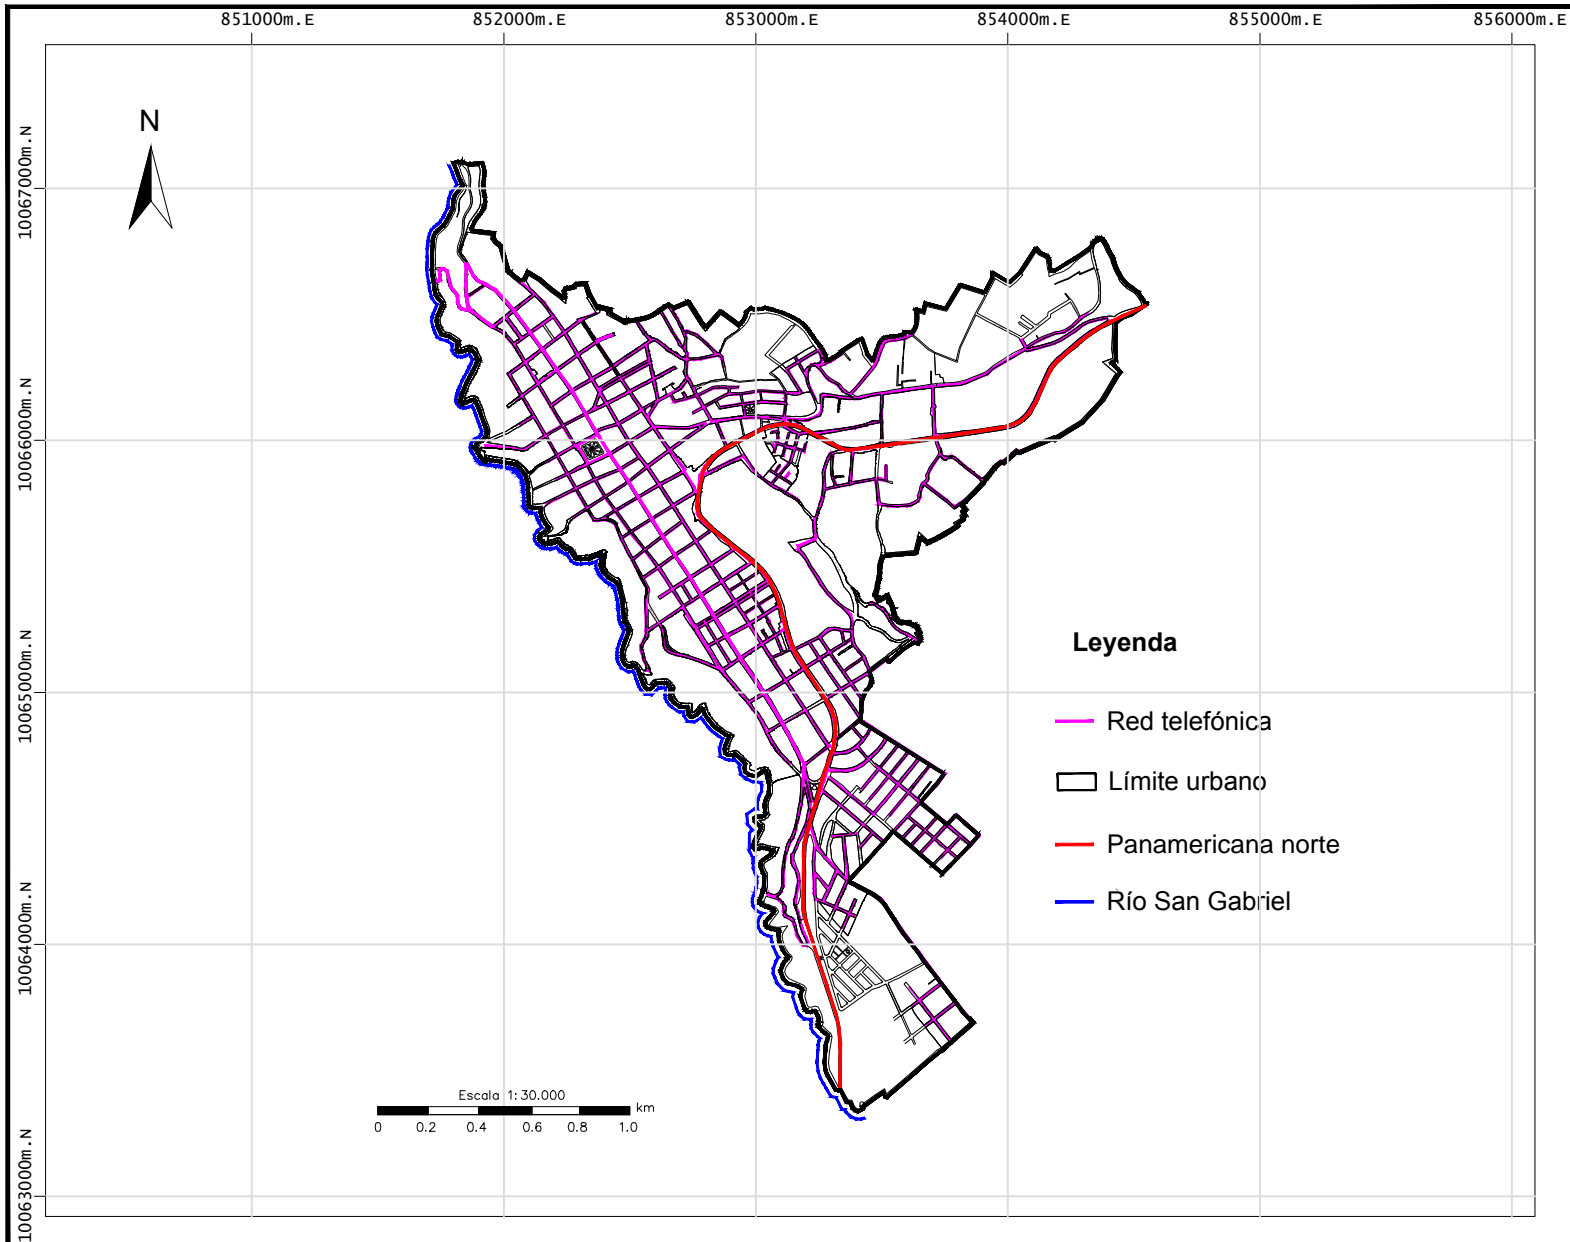 851000m.E
852000m.E
853000m.E
854000m.E
855000m.E
856000m.E
N
10067000m.N
10066000m.N
10065000m.N
10064000m.N
10063000m.N
Leyenda
Red telefónica
Límite urbano
Panamericana norte
Río San Gabriel
Escala 1:30.000
km
0 0.2 0.4 0.6 0.8 1.0